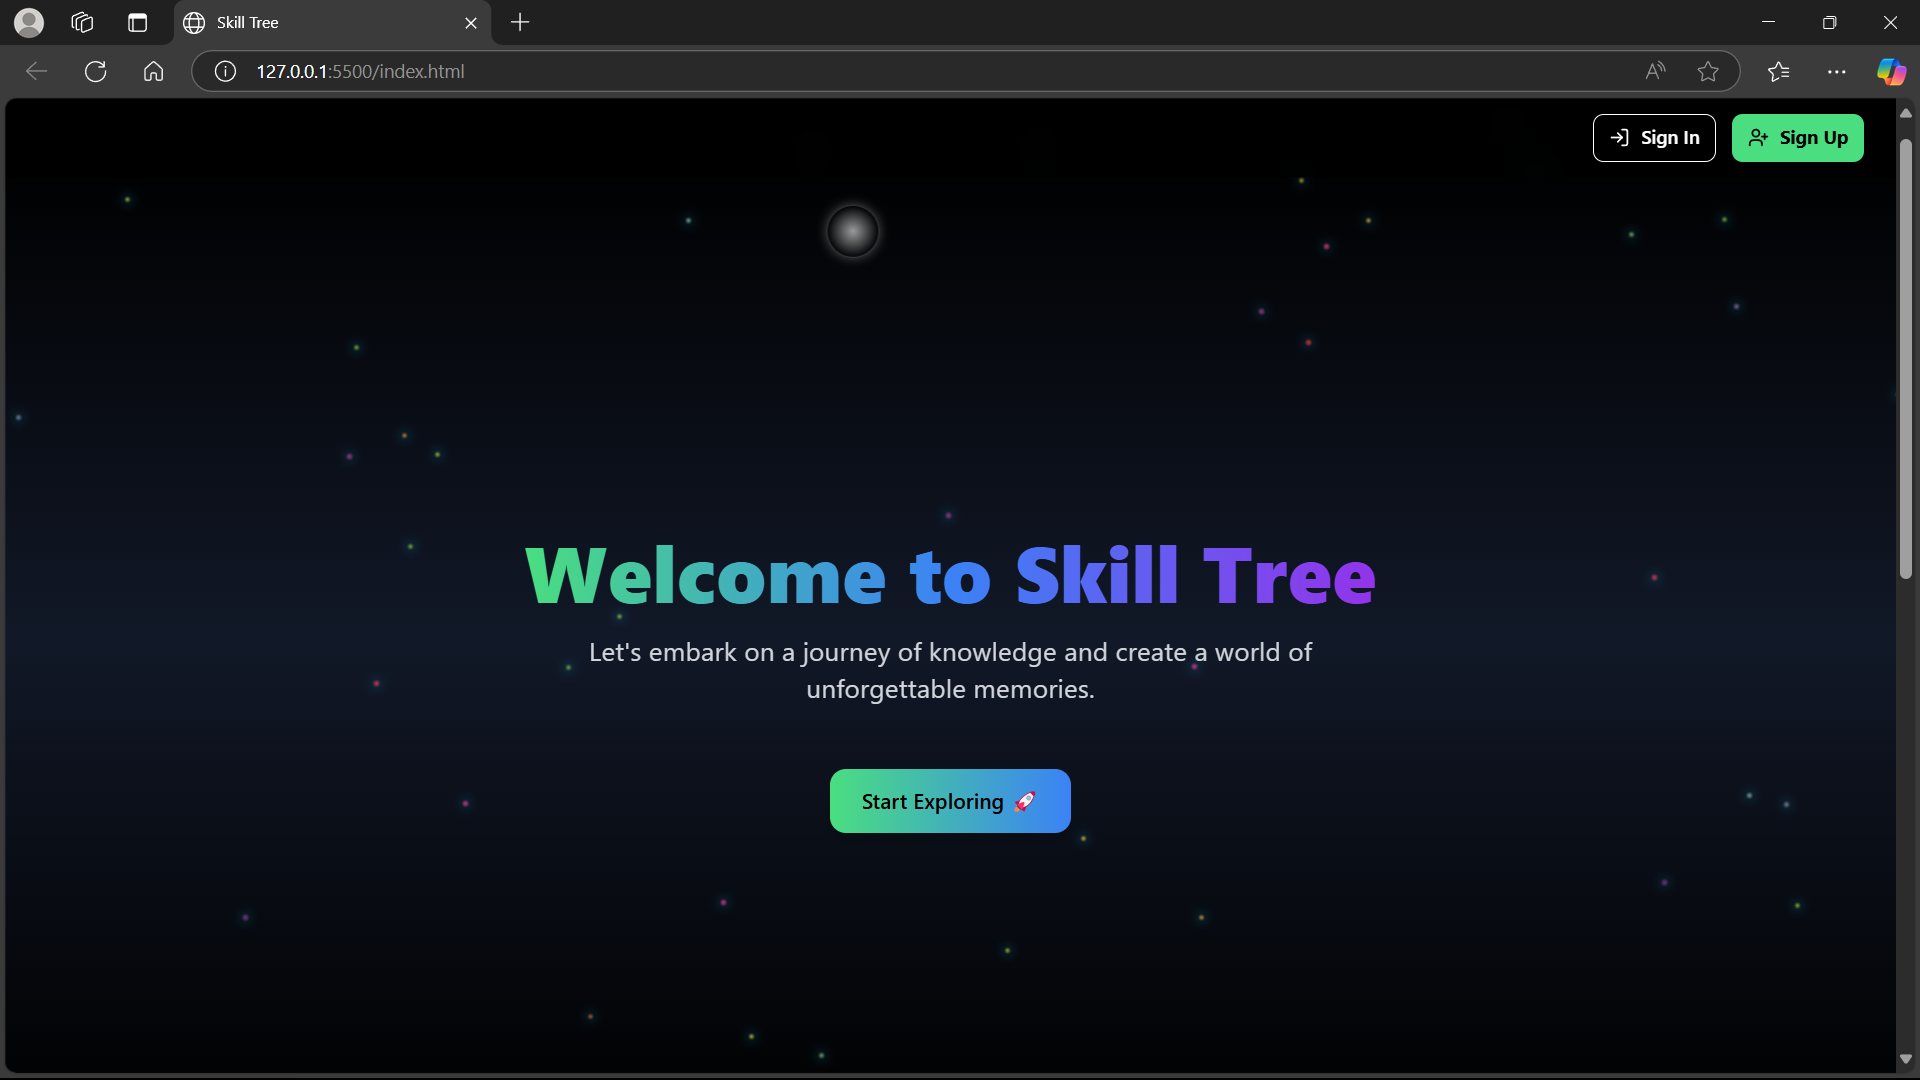 Skill Tree
127.0.0.1:5500/index.html
Sign In
Sign Up
Welcome to Skill Tree
Let's embark on a journey of knowledge and create a world of
unforgettable memories.
Start Exploring 🚀